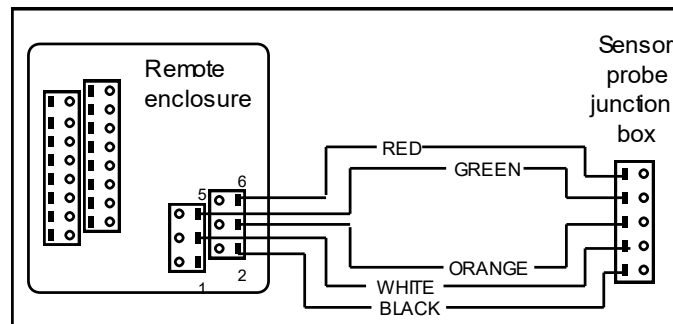 Remote
enclosure
Sensor
probe
junction
box
RED
GREEN
5
6
ORANGE
WHITE
BLACK
1
2